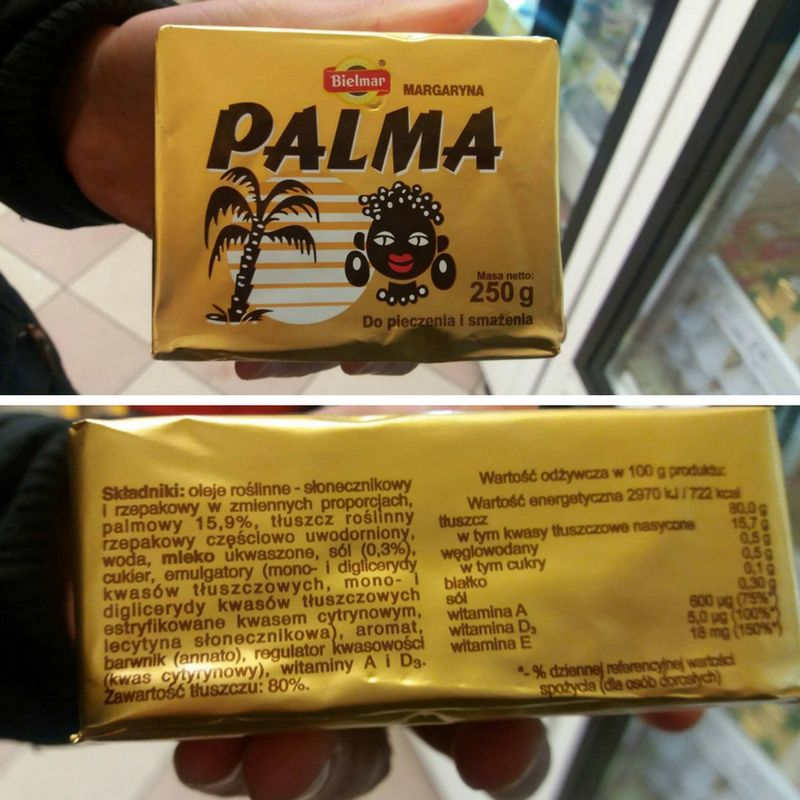 Bielmar ®
MARGARYNA
PALMA
Masa netto:
250 g
Do pieczenia i smażenia
Składniki: oleje roślinne - słonecznikowy
i rzepakowy w zmiennych proporcjach,
palmowy 15,9%, tłuszcz roślinny
rzepakowy częściowo uwodorniony,
woda, mleko ukwaszone, sól (0,3%),
cukier, emulgatory (mono- i diglicerydy
kwasów tłuszczowych, mono- i
diglicerydy kwasów tłuszczowych
estryfikowane kwasem cytrynowym,
lecytyna słonecznikowa), aromat,
barwnik (annato), regulator kwasowości
(kwas cytyrynowy), witaminy A i D₃.
Zawartość tłuszczu: 80%.
Wartość odżywcza w 100 g produktu:
Wartość energetyczna 2970 kJ / 722 kcal
tłuszcz 80,0 g
w tym kwasy tłuszczowe nasycone 15,7 g
węglowodany 0,5 g
w tym cukry 0,5 g
białko 0,1 g
sól 0,30 g
witamina A 600 µg (75%*)
witamina D₃ 5,0 µg (100%*)
witamina E 18 mg (150%*)
*- % dziennej referencyjnej wartości
spożycia (dla osób dorosłych)